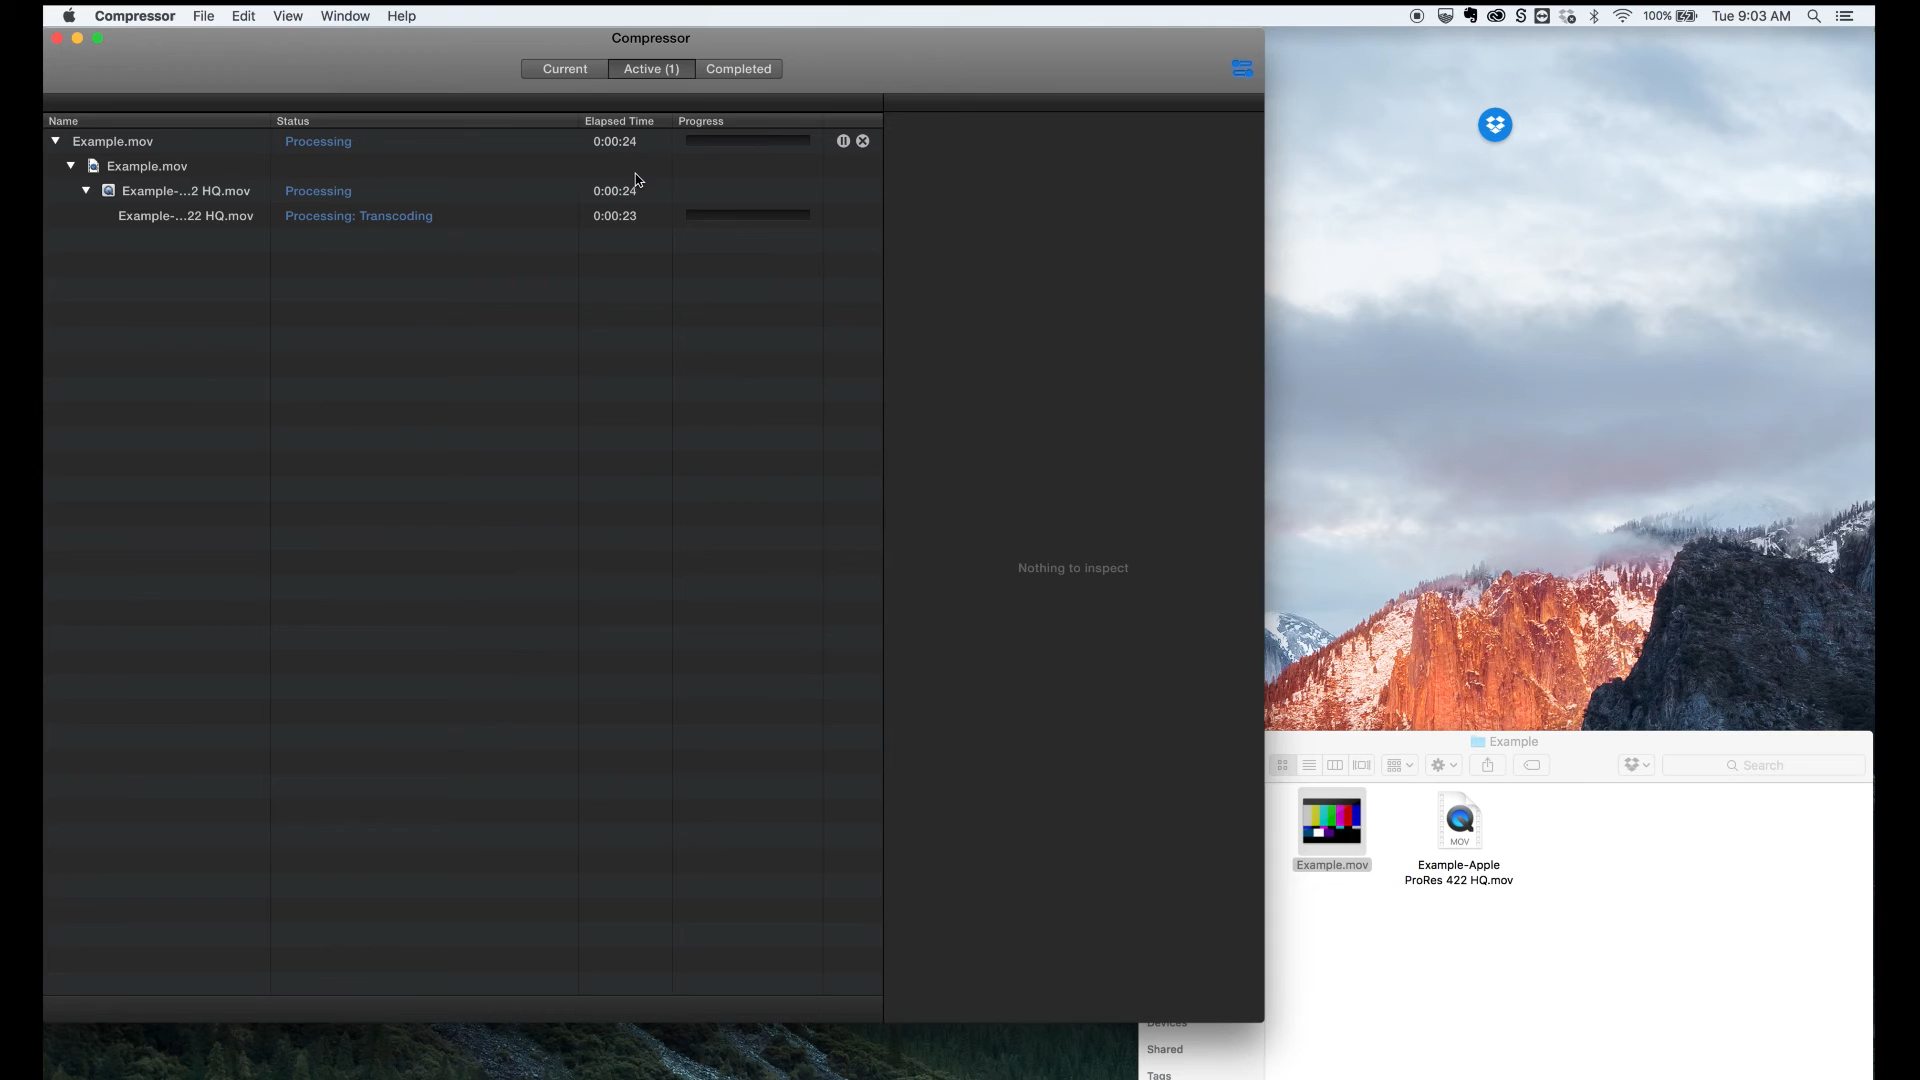 Compressor File Edit View Window Help
100% Tue 9:03 AM
Compressor
Current Active (1) Completed
Name Status Elapsed Time Progress
Example.mov Processing 0:00:24
Example.mov
Example-...2 HQ.mov Processing 0:00:24
Example-...22 HQ.mov Processing: Transcoding 0:00:23
Nothing to inspect
Example
Search
MOV
Example.mov
Example-Apple
ProRes 422 HQ.mov
Devices
Shared
Tags